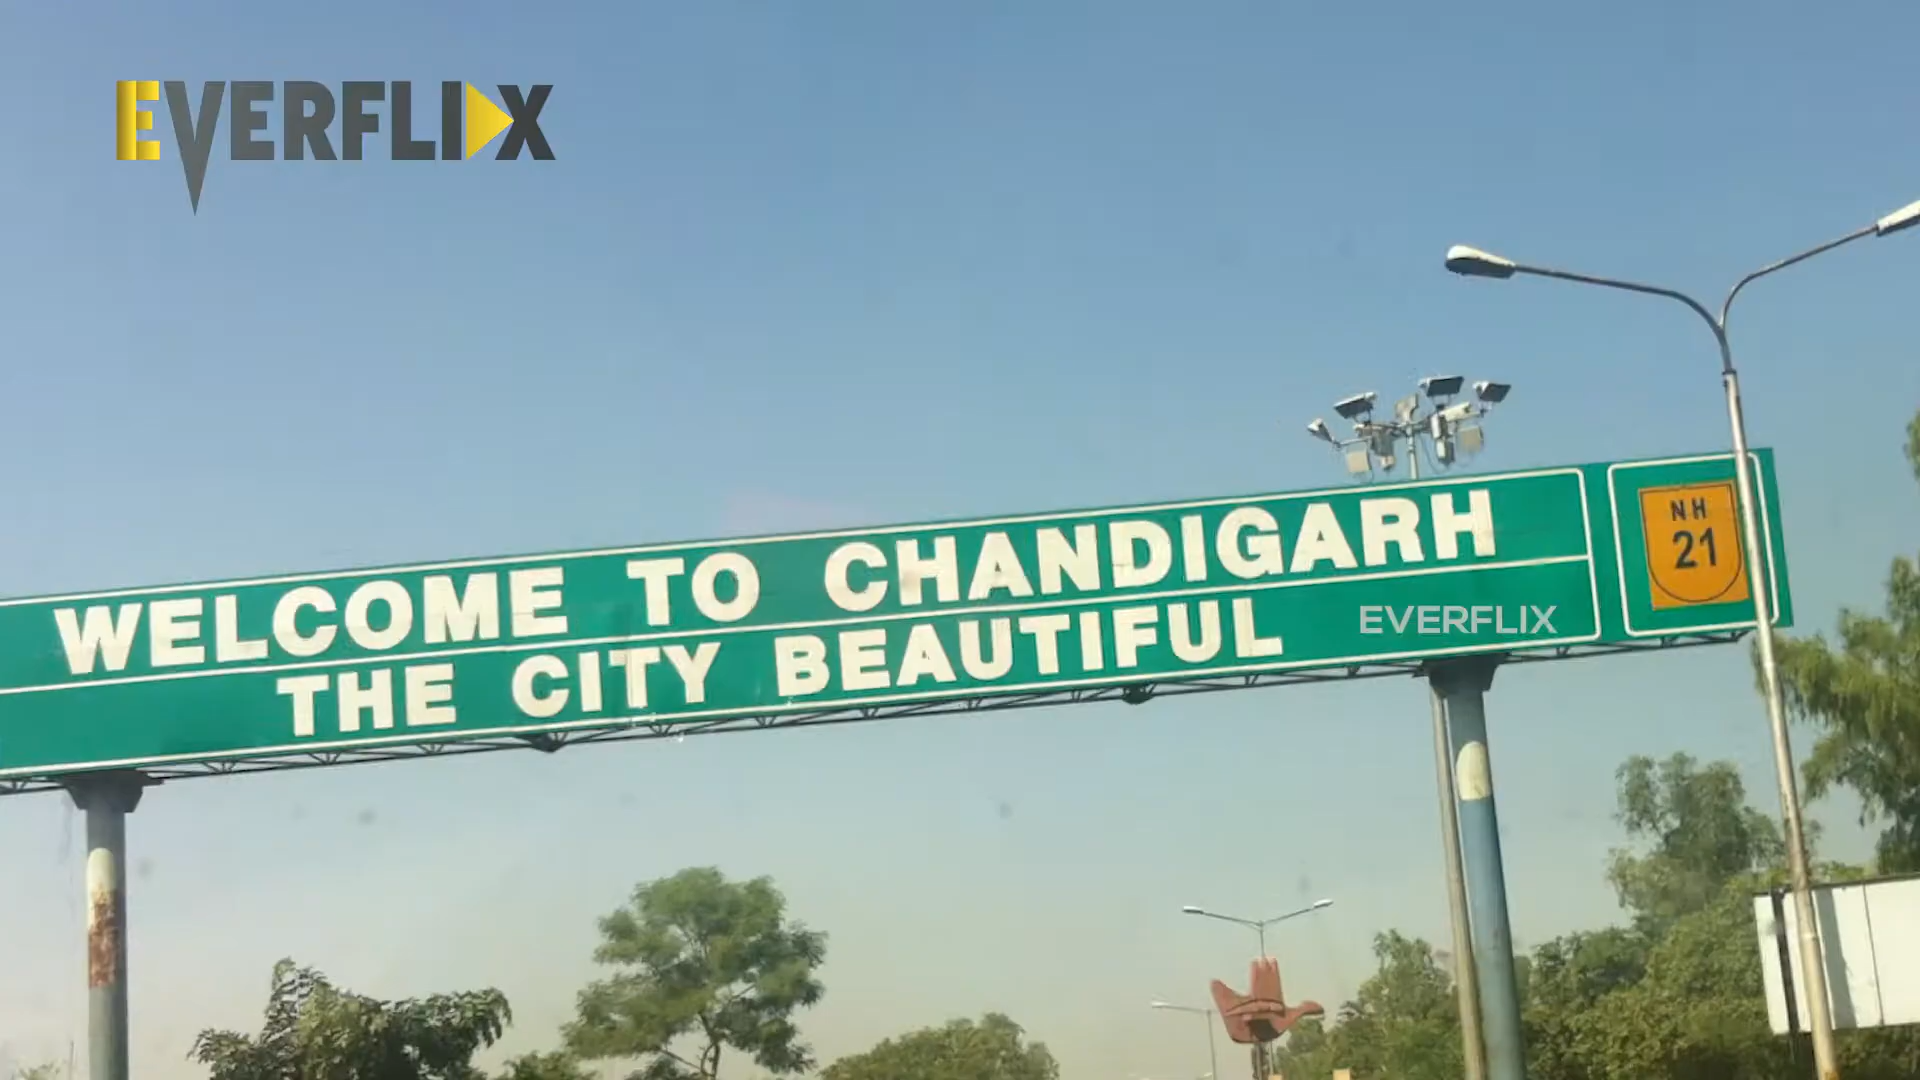 EVERFLIX
WELCOME TO CHANDIGARH
THE CITY BEAUTIFUL
EVERFLIX
NH
21